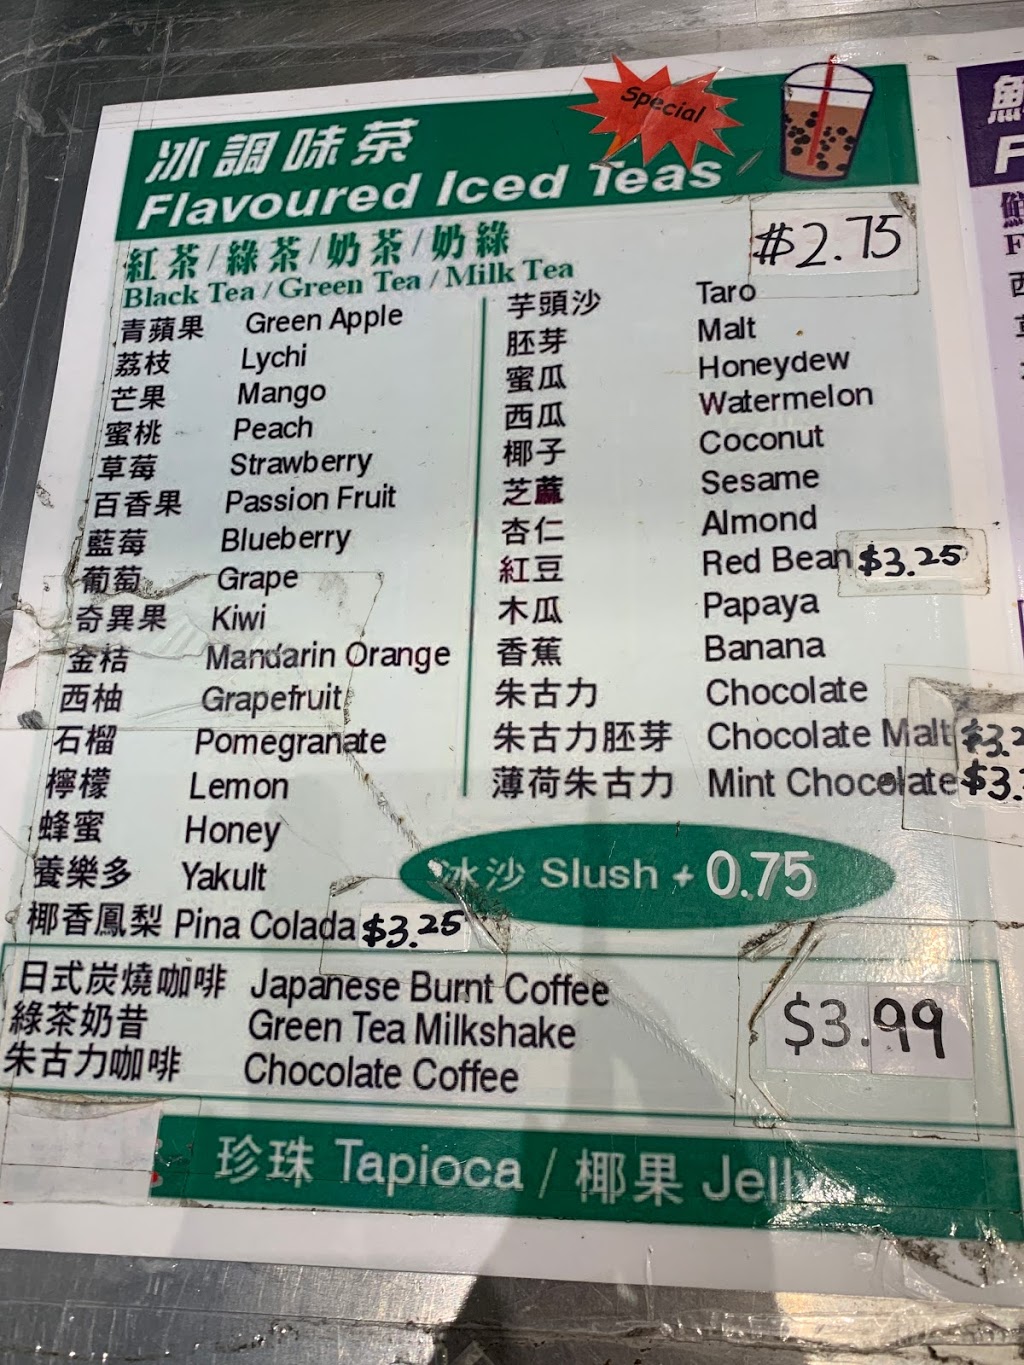 Special
冰調味茶
Flavoured Iced Teas
紅茶/綠茶/奶茶/奶綠
Black Tea / Green Tea / Milk Tea
$2.75
青蘋果 Green Apple
荔枝 Lychi
芒果 Mango
蜜桃 Peach
草莓 Strawberry
百香果 Passion Fruit
藍莓 Blueberry
葡萄 Grape
奇異果 Kiwi
金桔 Mandarin Orange
西柚 Grapefruit
石榴 Pomegranate
檸檬 Lemon
蜂蜜 Honey
養樂多 Yakult
椰香鳳梨 Pina Colada $3.25
芋頭沙 Taro
胚芽 Malt
蜜瓜 Honeydew
西瓜 Watermelon
椰子 Coconut
芝蔴 Sesame
杏仁 Almond
紅豆 Red Bean $3.25
木瓜 Papaya
香蕉 Banana
朱古力 Chocolate
朱古力胚芽 Chocolate Malt
薄荷朱古力 Mint Chocolate
冰沙 Slush + 0.75
日式炭燒咖啡 Japanese Burnt Coffee
綠茶奶昔 Green Tea Milkshake
朱古力咖啡 Chocolate Coffee
$3.99
珍珠 Tapioca / 椰果 Jelly